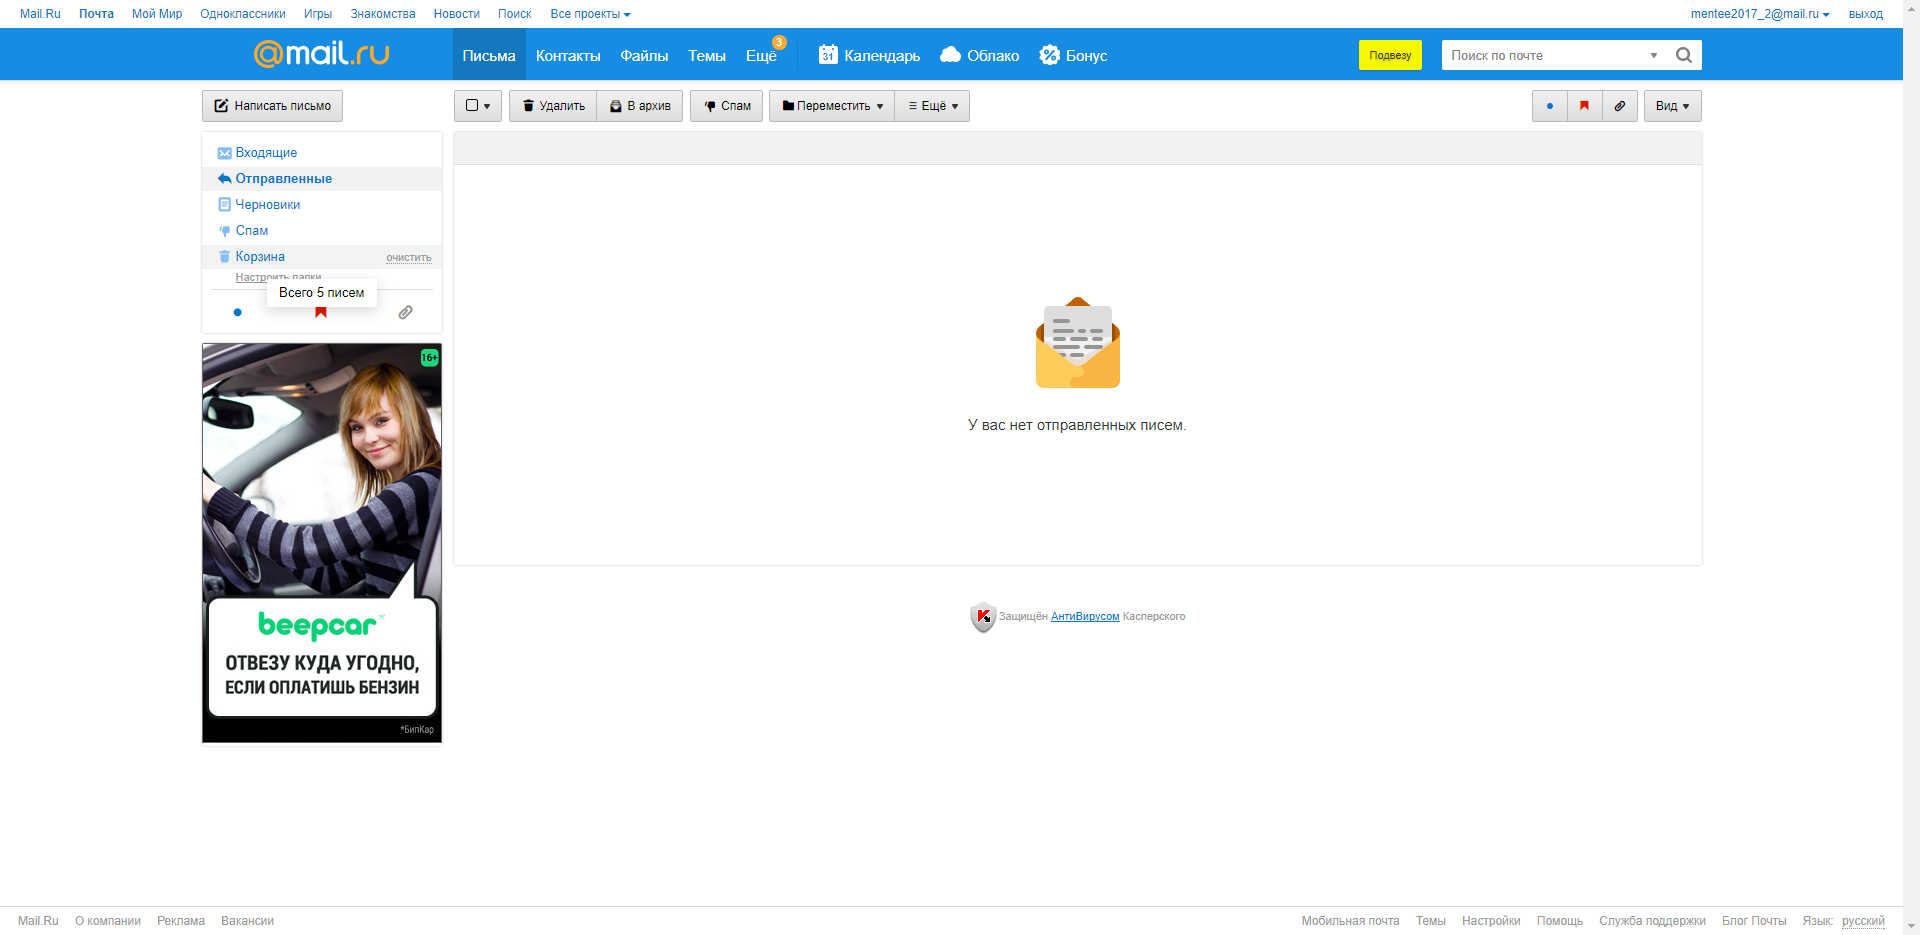 Mail.Ru Почта Мой Мир Одноклассники Игры Знакомства Новости Поиск Все проекты mentee2017_2@mail.ru выход
@mail.ru Письма Контакты Файлы Темы Ещё 3 31 Календарь Облако % Бонус Подвезу Поиск по почте
Написать письмо Удалить В архив Спам Переместить Ещё Вид
Входящие
Отправленные
Черновики
Спам
Корзина очистить
Настроить папки
Всего 5 писем
16+
У вас нет отправленных писем.
Защищён АнтиВирусом Касперского
beepcar*
ОТВЕЗУ КУДА УГОДНО,
ЕСЛИ ОПЛАТИШЬ БЕНЗИН
*БипКар
Mail.Ru О компании Реклама Вакансии Мобильная почта Темы Настройки Помощь Служба поддержки Блог Почты Язык: русский